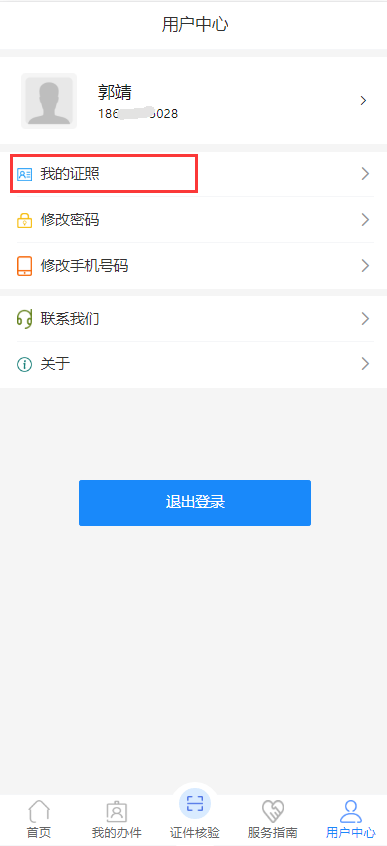 用户中心
郭靖
186 028
我的证照
修改密码
修改手机号码
联系我们
关于
退出登录
首页
我的办件
证件核验
服务指南
用户中心